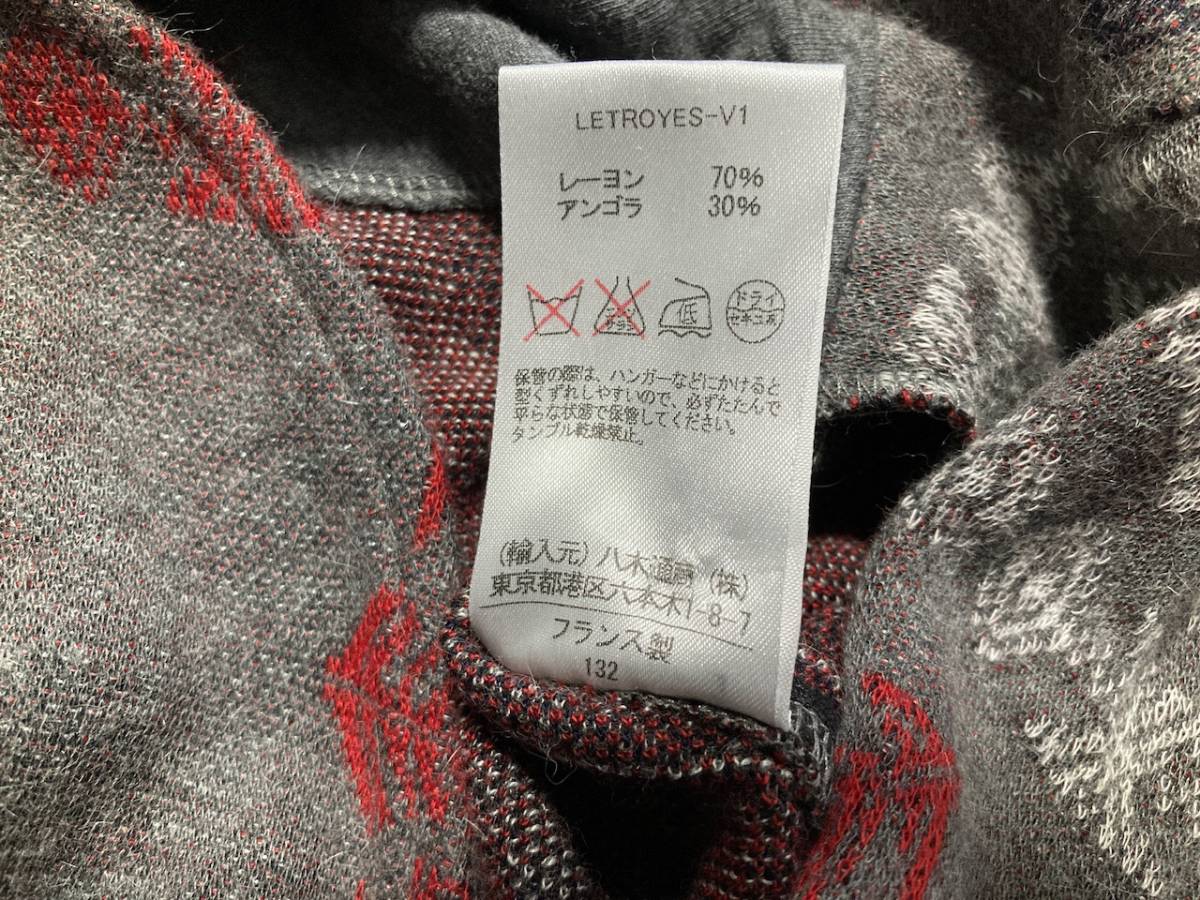 LETROYES-V1
レーヨン 70%
アンゴラ 30%
低
ドライ
セキユ系
保管の際は、ハンガーなどにかけると
型くずれしやすいので、必ずたたんで
平らな状態で保管してください。
タンブル乾燥禁止。
(輸入元) 八木通商 (株)
東京都港区六本木1-8-7
フランス製
132